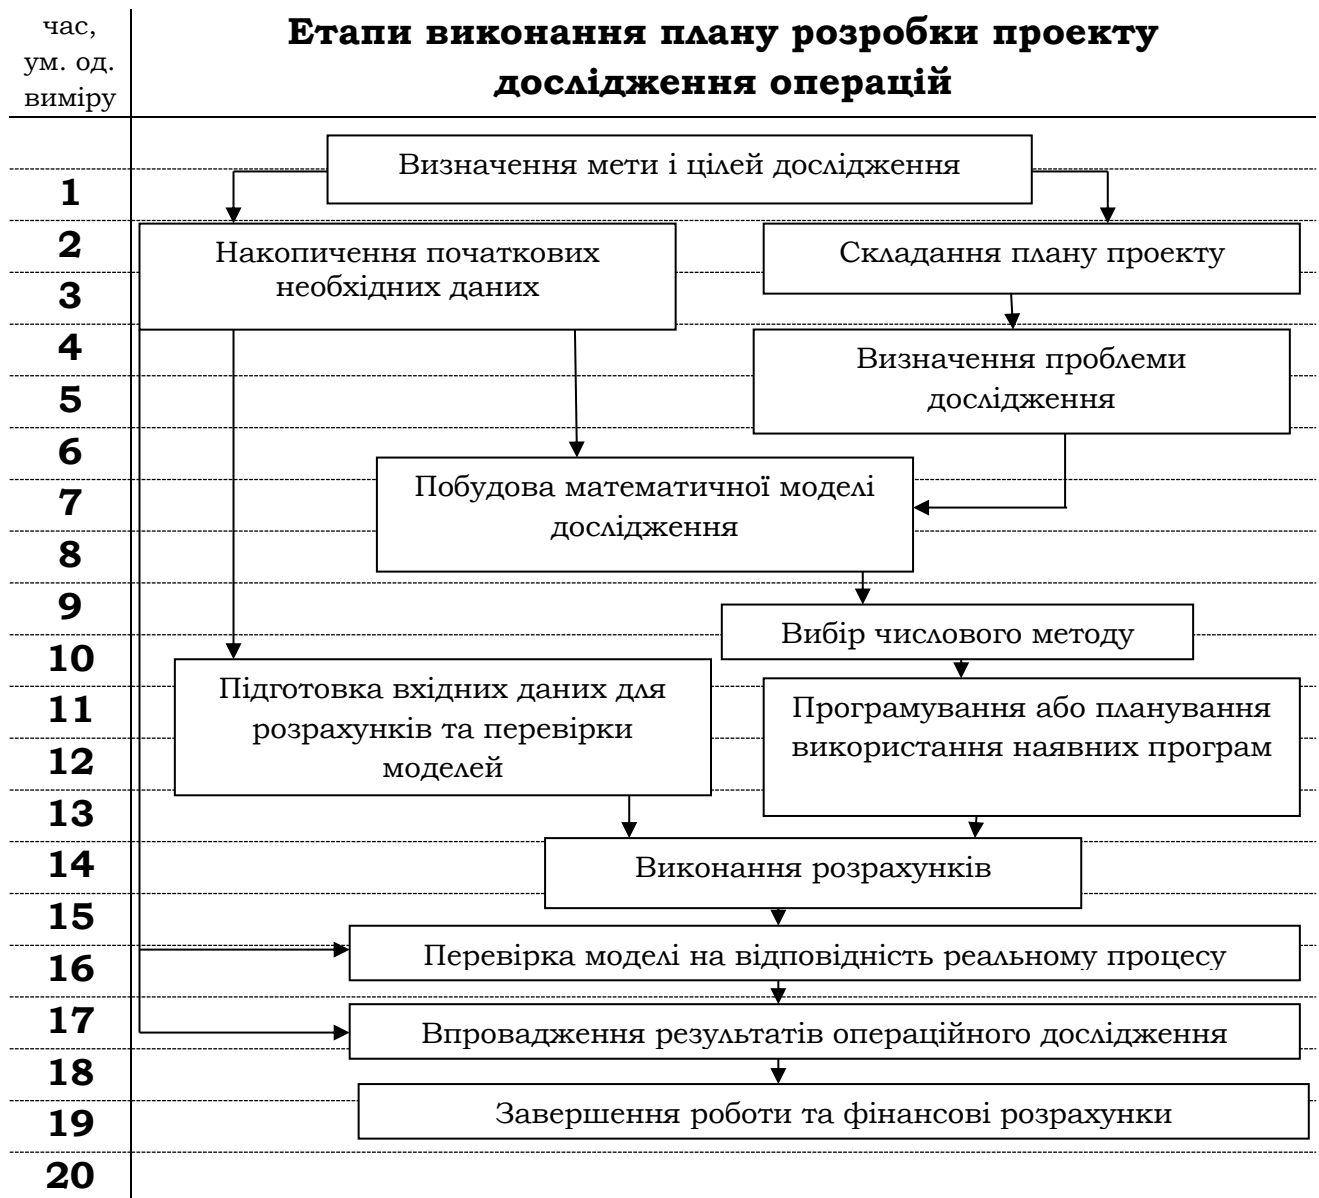 час,
ум. од.
виміру
Етапи виконання плану розробки проекту
дослідження операцій
Визначення мети і цілей дослідження
1
2
Накопичення початкових
необхідних даних
Складання плану проекту
3
4
Визначення проблеми
дослідження
5
6
Побудова математичної моделі
дослідження
7
8
9
Вибір числового методу
10
Підготовка вхідних даних для
розрахунків та перевірки
моделей
Програмування або планування
використання наявних програм
11
12
13
14
Виконання розрахунків
15
Перевірка моделі на відповідність реальному процесу
16
17
Впровадження результатів операційного дослідження
18
Завершення роботи та фінансові розрахунки
19
20